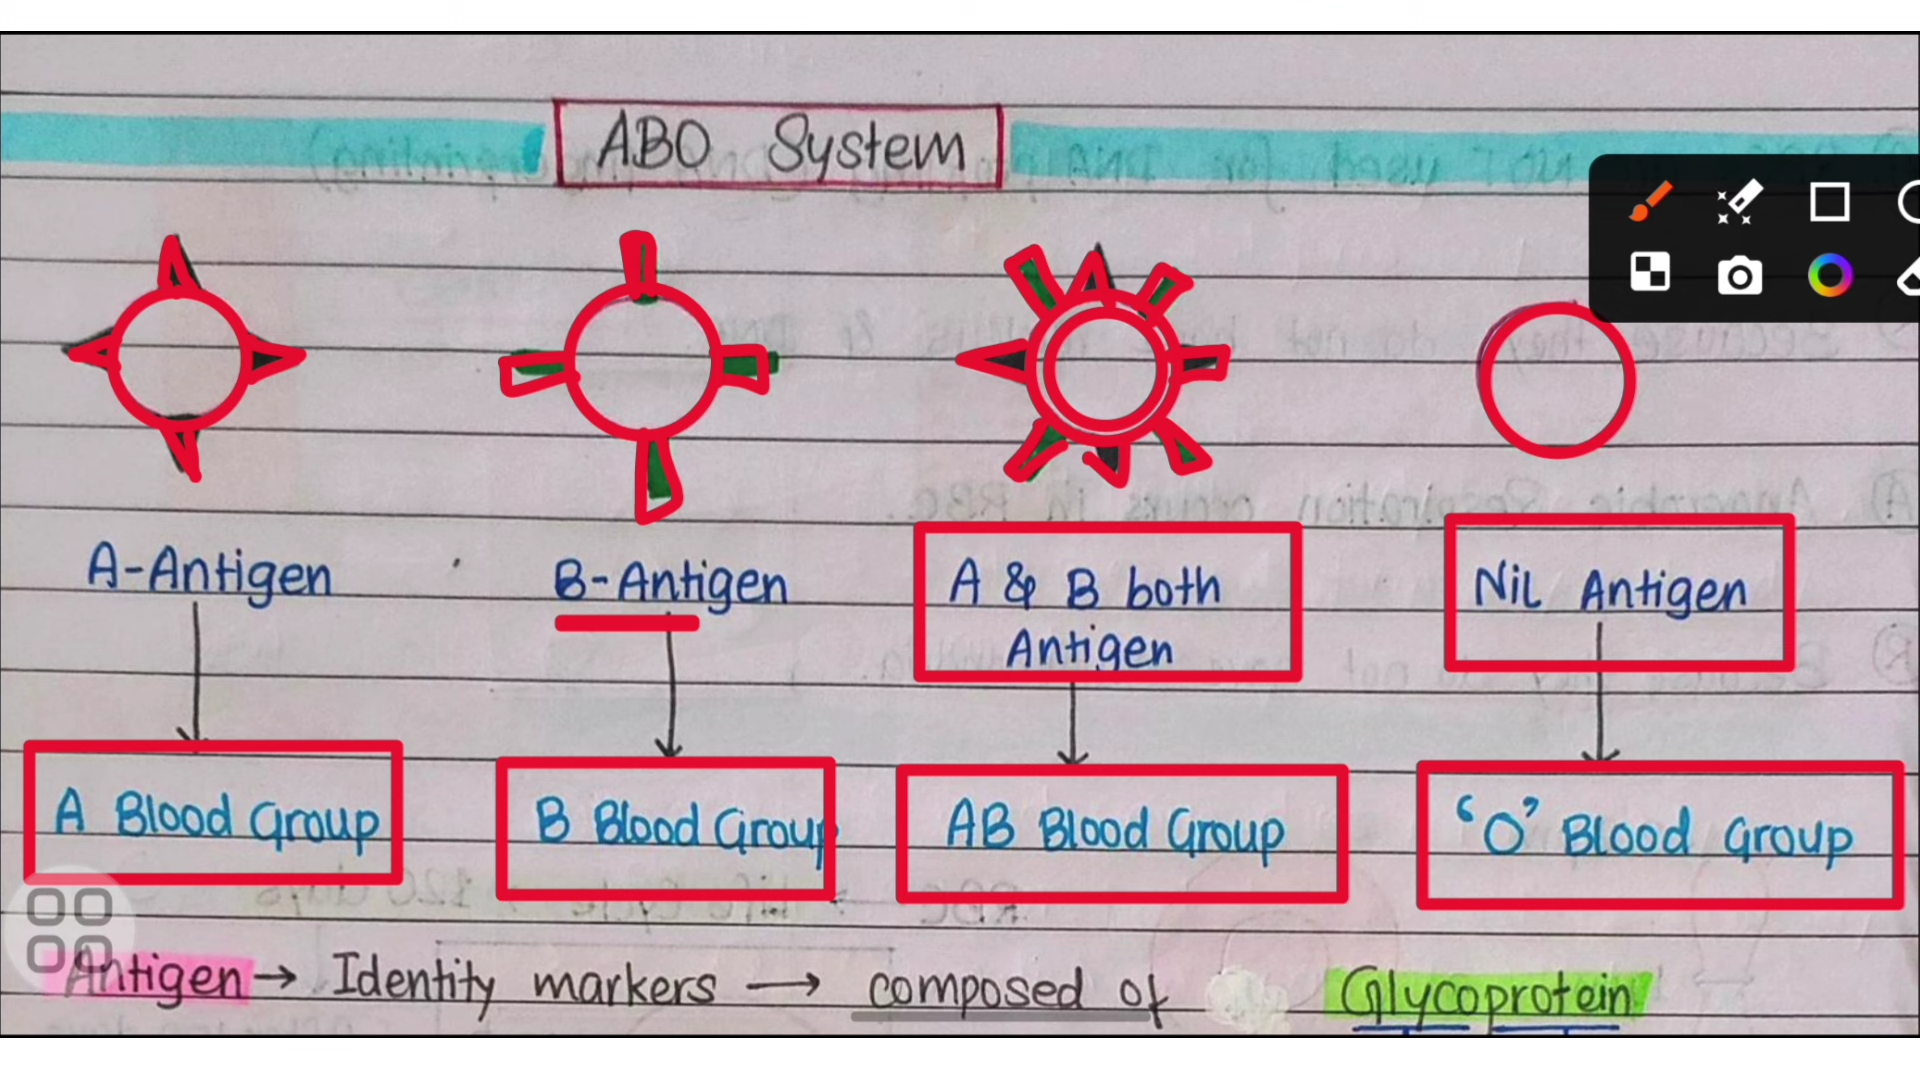 ABO System
A-Antigen
B-Antigen
A & B both
Antigen
Nil Antigen
A Blood Group
B Blood Group
AB Blood Group
‘O’ Blood Group
Antigen → Identity markers → composed of Glycoprotein